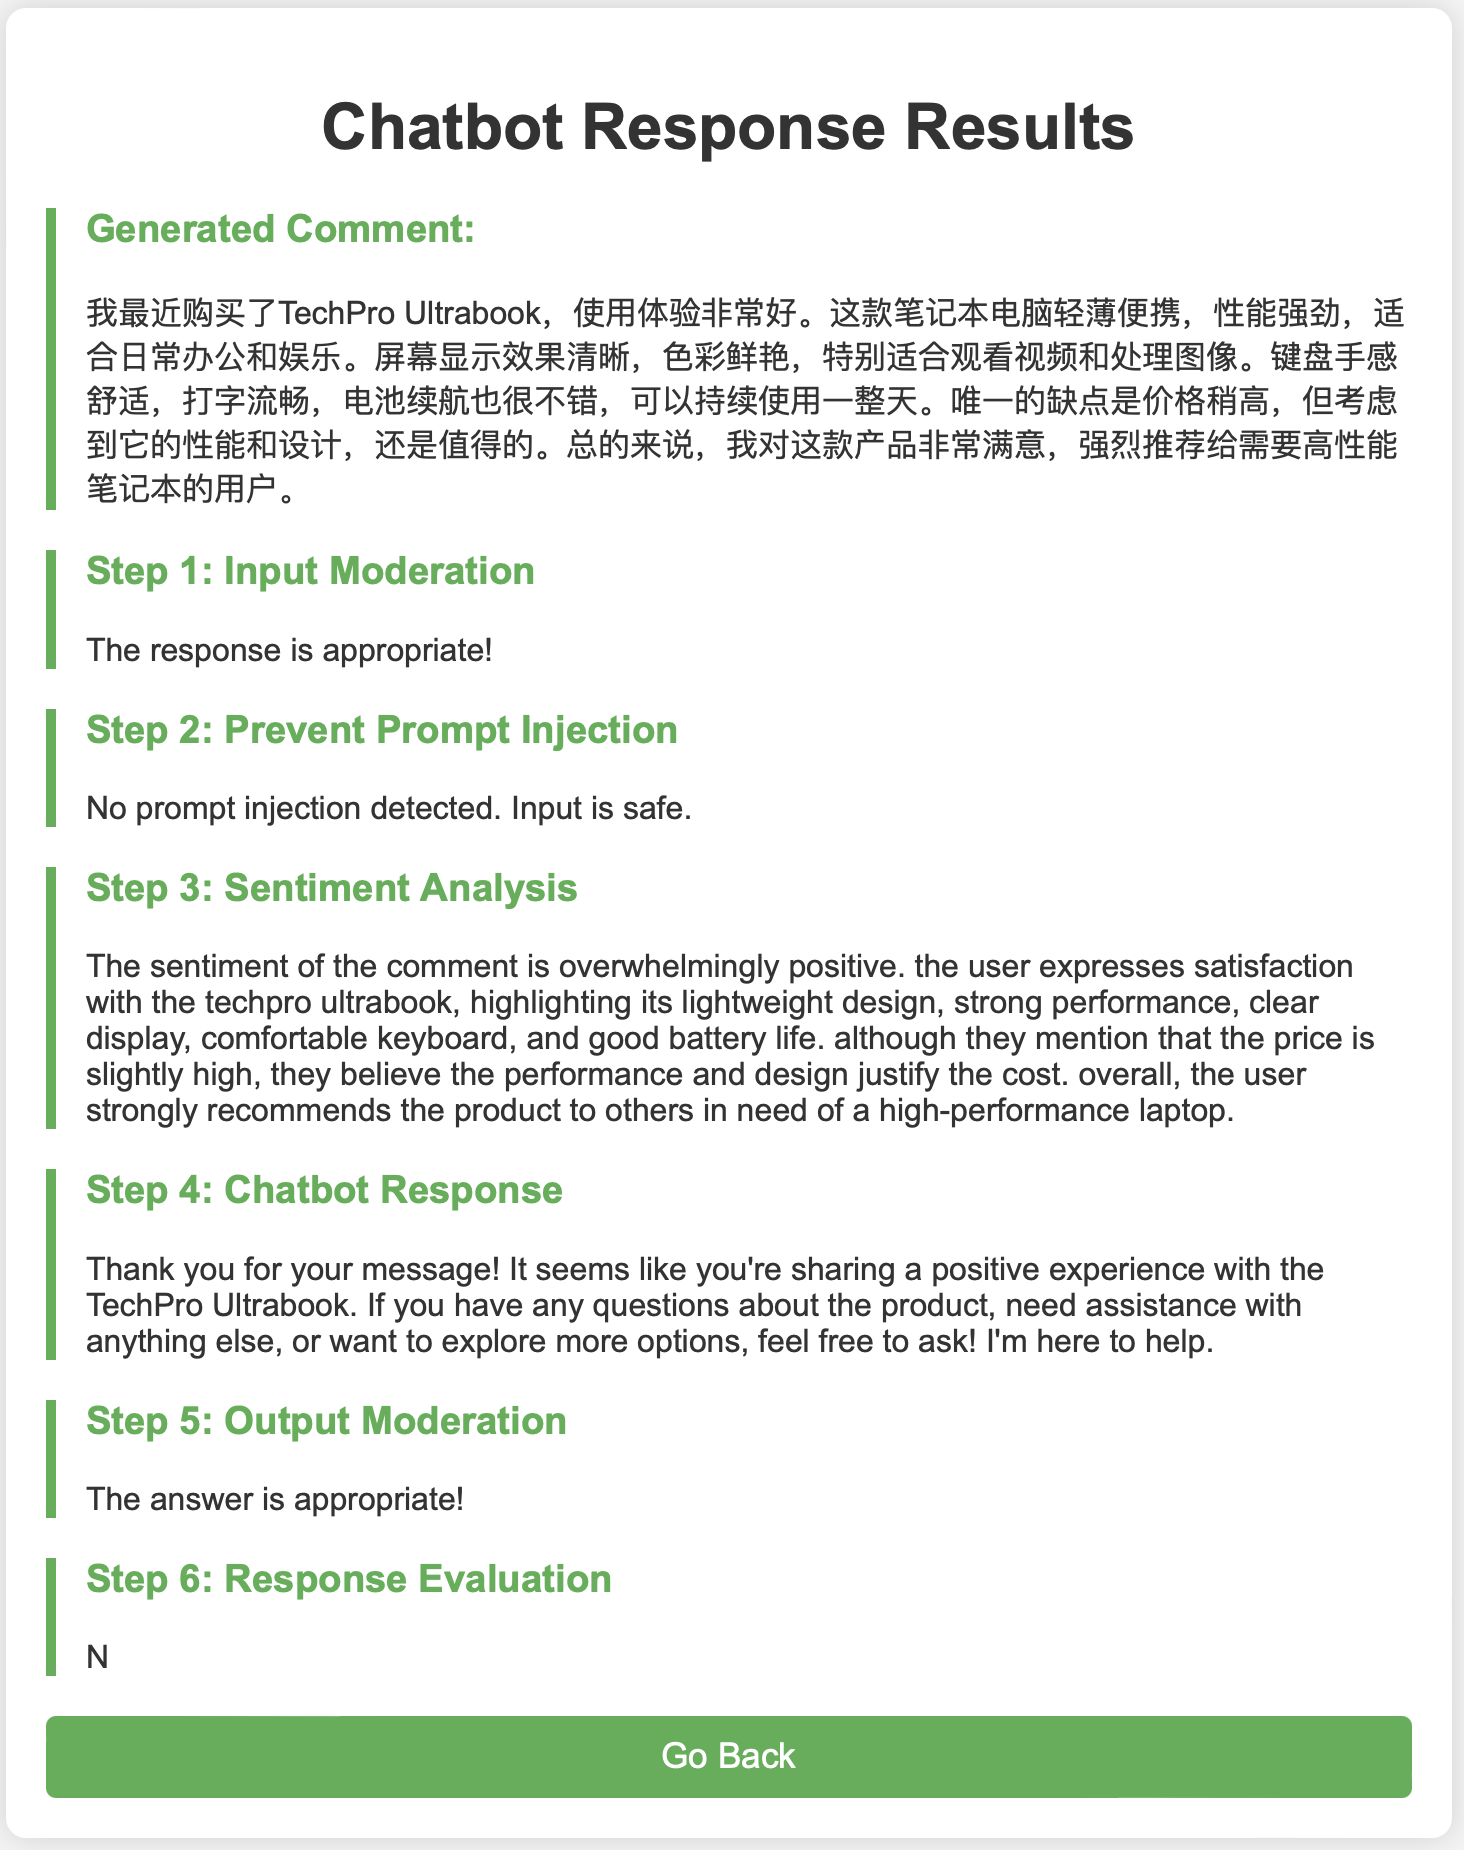 Chatbot Response Results
Generated Comment:
我最近购买了TechPro Ultrabook，使用体验非常好。这款笔记本电脑轻薄便携，性能强劲，适
合日常办公和娱乐。屏幕显示效果清晰，色彩鲜艳，特别适合观看视频和处理图像。键盘手感
舒适，打字流畅，电池续航也很不错，可以持续使用一整天。唯一的缺点是价格稍高，但考虑
到它的性能和设计，还是值得的。总的来说，我对这款产品非常满意，强烈推荐给需要高性能
笔记本的用户。
Step 1: Input Moderation
The response is appropriate!
Step 2: Prevent Prompt Injection
No prompt injection detected. Input is safe.
Step 3: Sentiment Analysis
The sentiment of the comment is overwhelmingly positive. the user expresses satisfaction
with the techpro ultrabook, highlighting its lightweight design, strong performance, clear
display, comfortable keyboard, and good battery life. although they mention that the price is
slightly high, they believe the performance and design justify the cost. overall, the user
strongly recommends the product to others in need of a high-performance laptop.
Step 4: Chatbot Response
Thank you for your message! It seems like you're sharing a positive experience with the
TechPro Ultrabook. If you have any questions about the product, need assistance with
anything else, or want to explore more options, feel free to ask! I'm here to help.
Step 5: Output Moderation
The answer is appropriate!
Step 6: Response Evaluation
N
Go Back